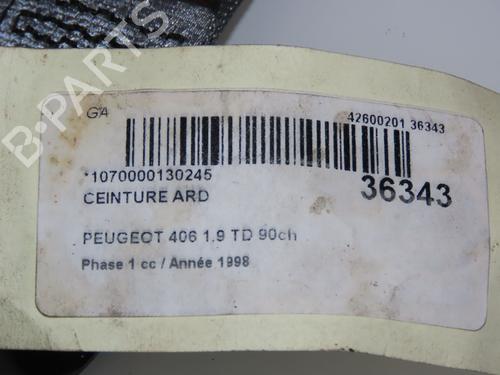 GA
42600201 36343
*1070000130245
36343
CEINTURE ARD
PEUGEOT 406 1.9 TD 90ch
Phase 1 cc / Année 1998
B-PARTS